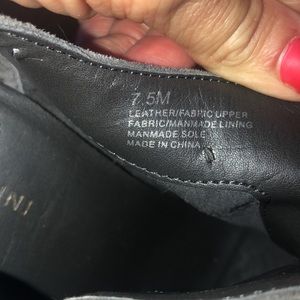 7.5M
LEATHER/FABRIC UPPER
FABRIC/MANMADE LINING
MANMADE SOLE
MADE IN CHINA